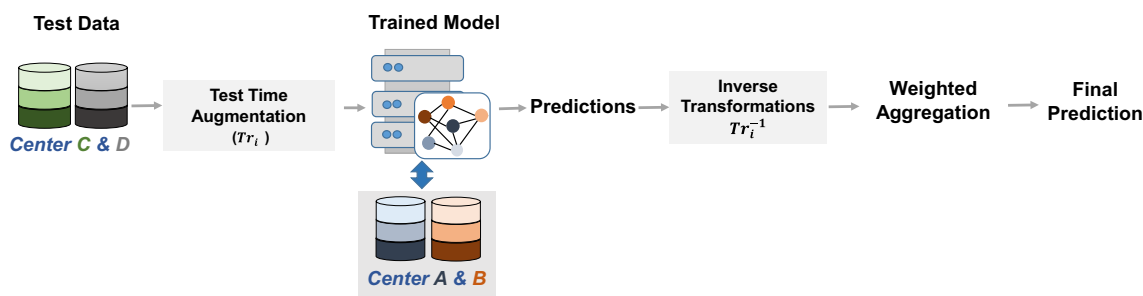 Test Data
Center C & D
Test Time
Augmentation
(Tr_i )
Trained Model
Center A & B
Predictions
Inverse
Transformations
Tr_i^{-1}
Weighted
Aggregation
Final
Prediction